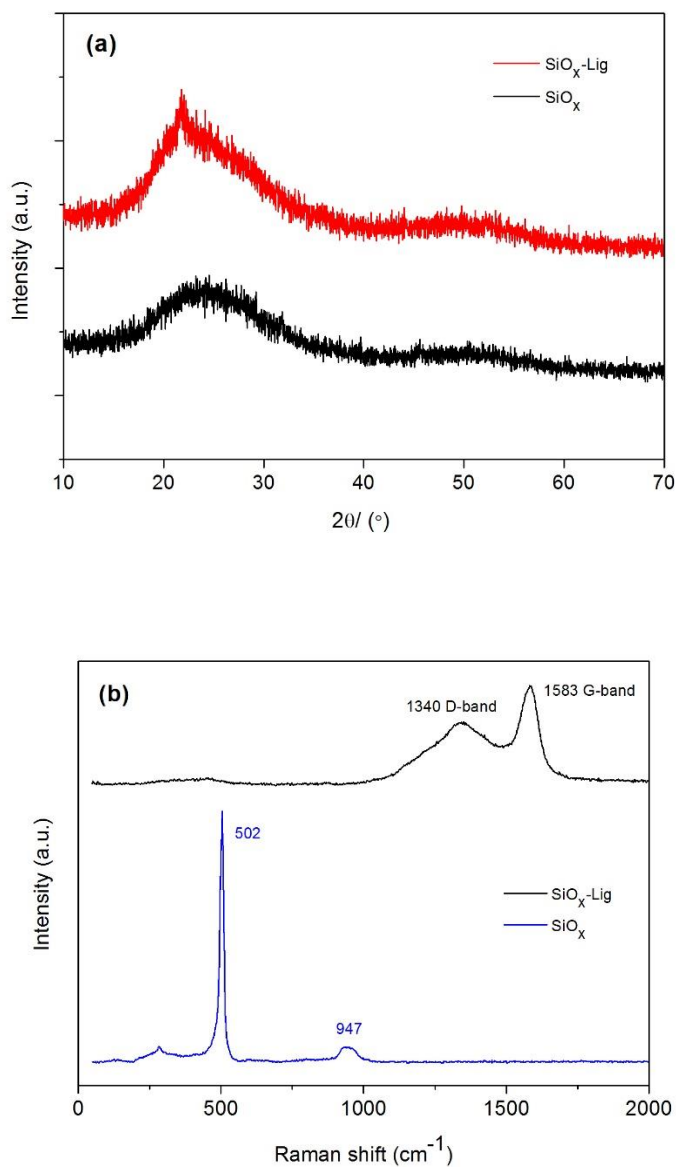 (a)
SiOx-Lig
SiOx
Intensity (a.u.)
10 20 30 40 50 60 70
2θ/ (°)
(b)
1340 D-band
1583 G-band
502
947
SiOx-Lig
SiOx
Intensity (a.u.)
0 500 1000 1500 2000
Raman shift (cm-1)